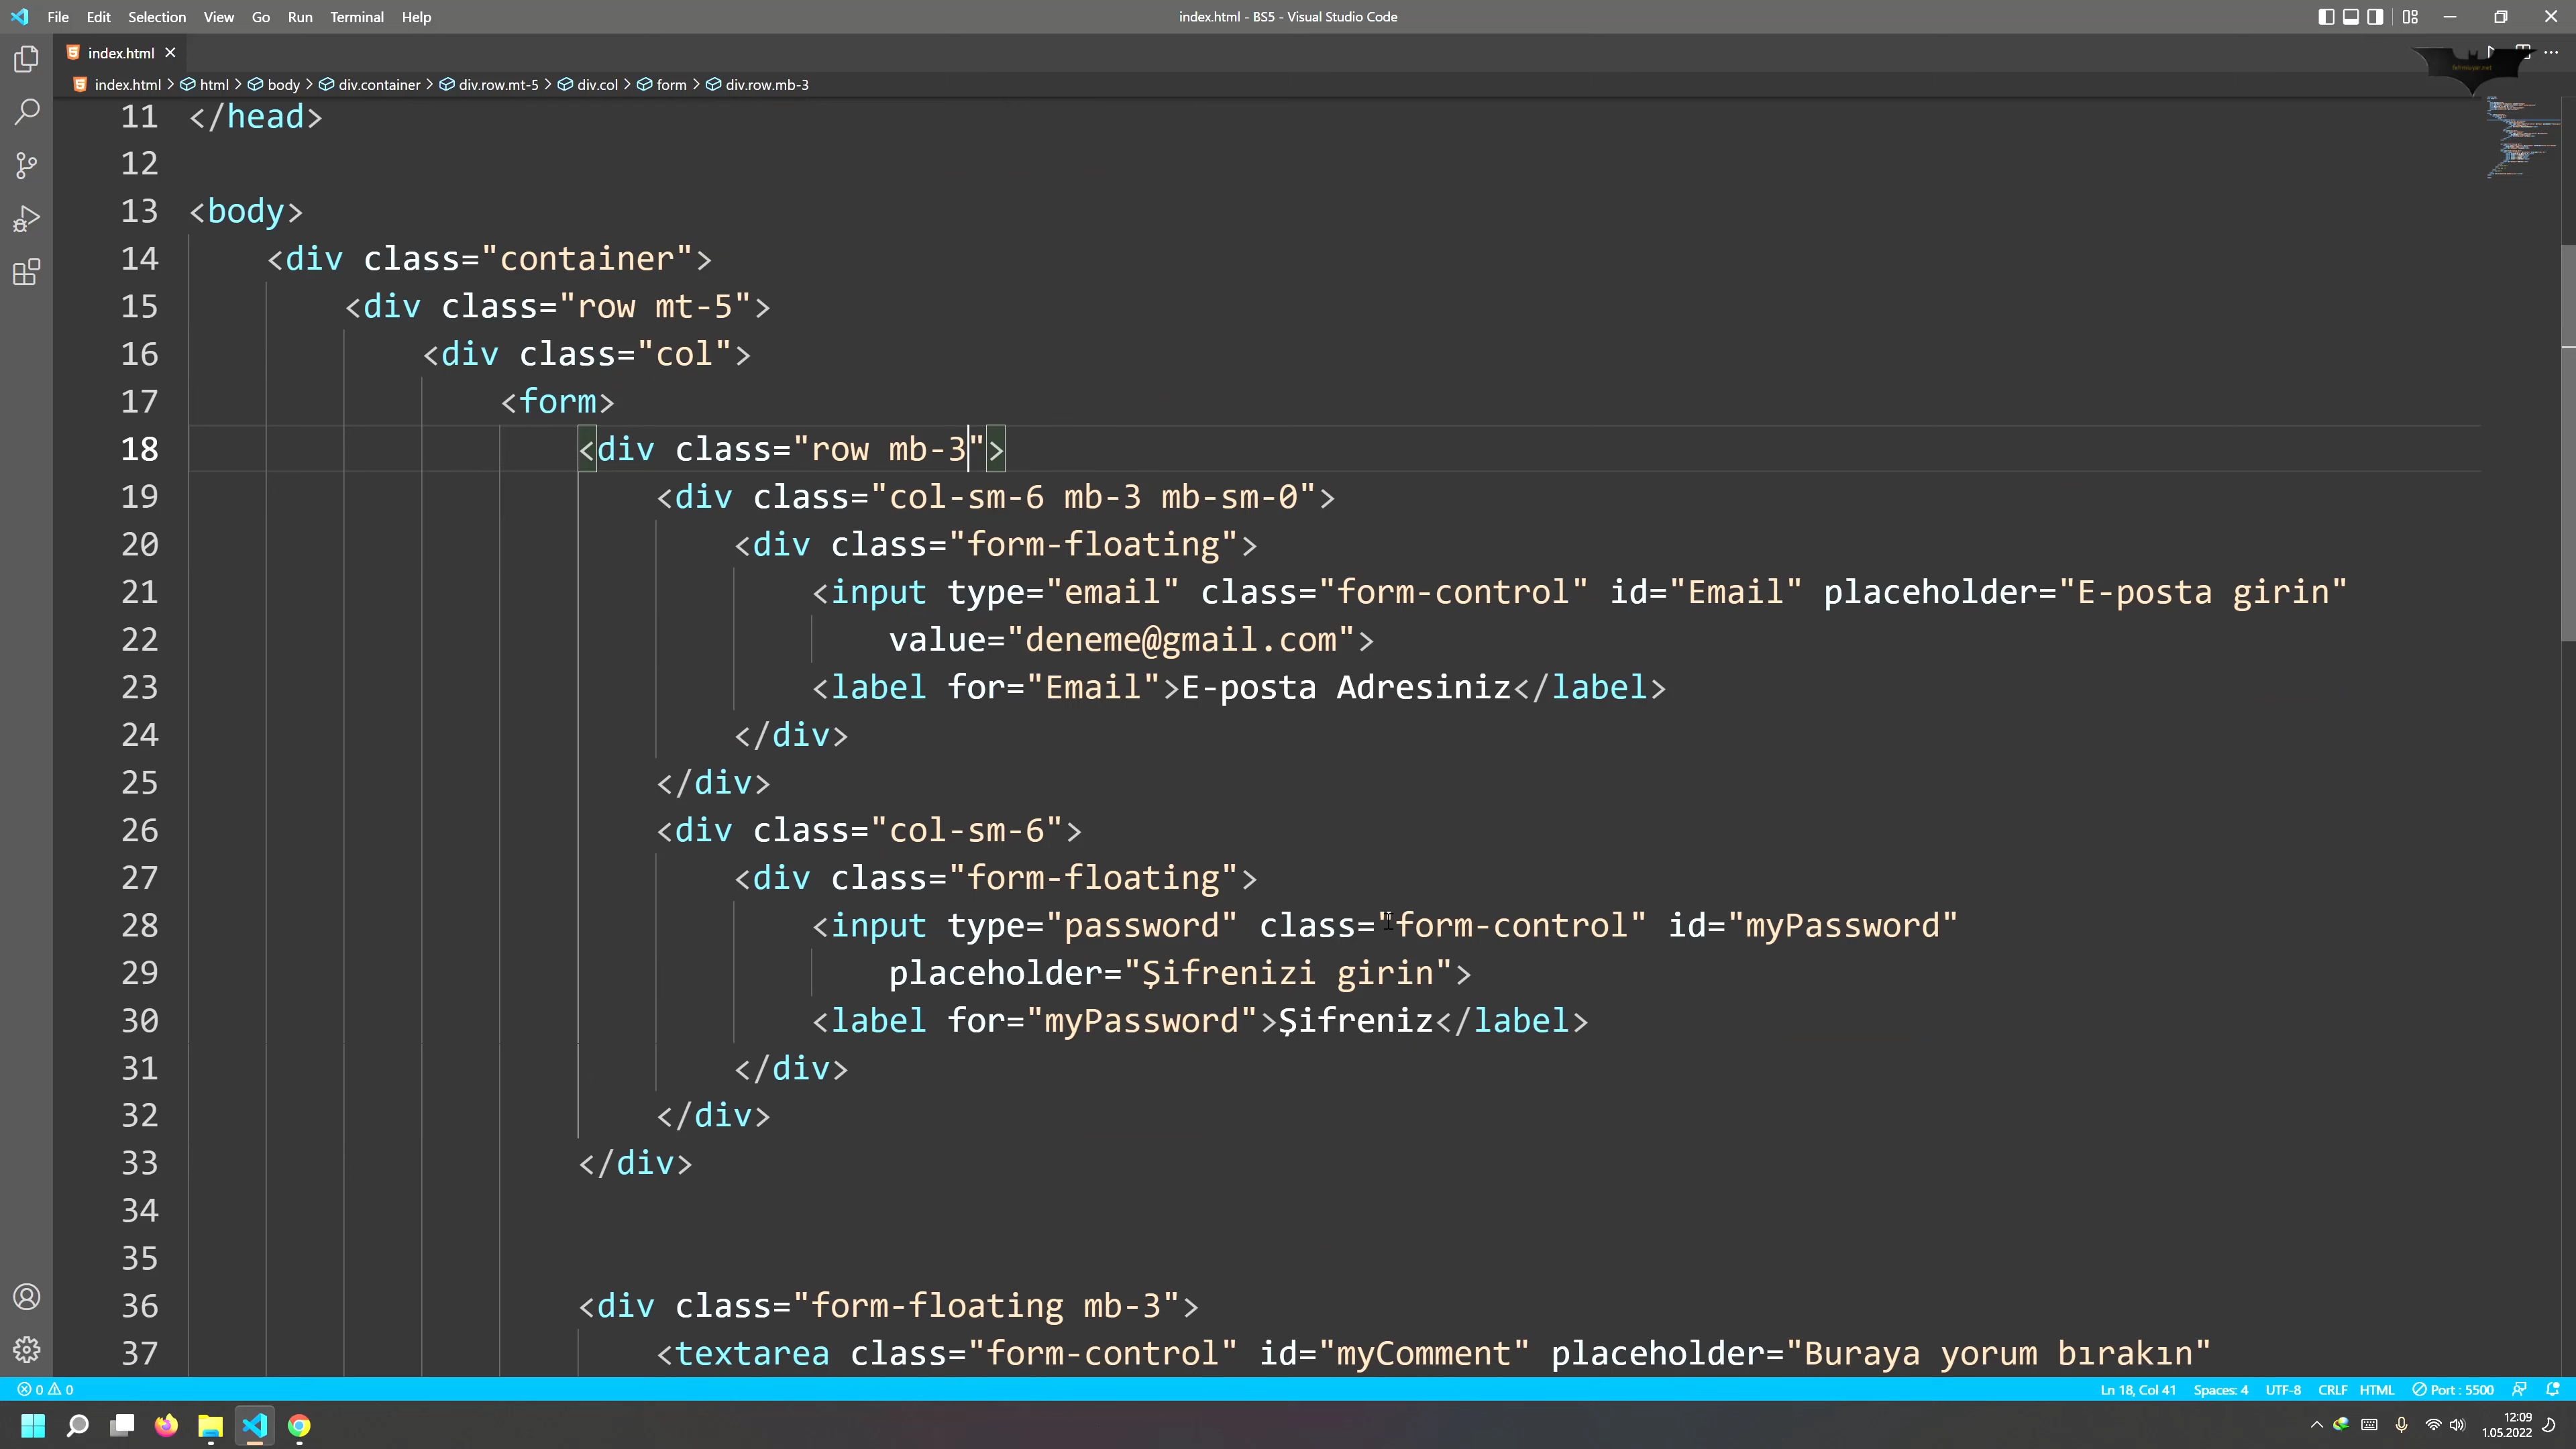 File Edit Selection View Go Run Terminal Help
index.html - BS5 - Visual Studio Code
index.html
index.html > html > body > div.container > div.row.mt-5 > div.col > form > div.row.mb-3
11 </head>
12
13 <body>
14 <div class="container">
15 <div class="row mt-5">
16 <div class="col">
17 <form>
18 <div class="row mb-3">
19 <div class="col-sm-6 mb-3 mb-sm-0">
20 <div class="form-floating">
21 <input type="email" class="form-control" id="Email" placeholder="E-posta girin"
22 value="deneme@gmail.com">
23 <label for="Email">E-posta Adresiniz</label>
24 </div>
25 </div>
26 <div class="col-sm-6">
27 <div class="form-floating">
28 <input type="password" class="form-control" id="myPassword"
29 placeholder="Şifrenizi girin">
30 <label for="myPassword">Şifreniz</label>
31 </div>
32 </div>
33 </div>
34
35
36 <div class="form-floating mb-3">
37 <textarea class="form-control" id="myComment" placeholder="Buraya yorum bırakın"
0 0
Ln 18, Col 41 Spaces: 4 UTF-8 CRLF HTML Port : 5500
12:09
1.05.2022